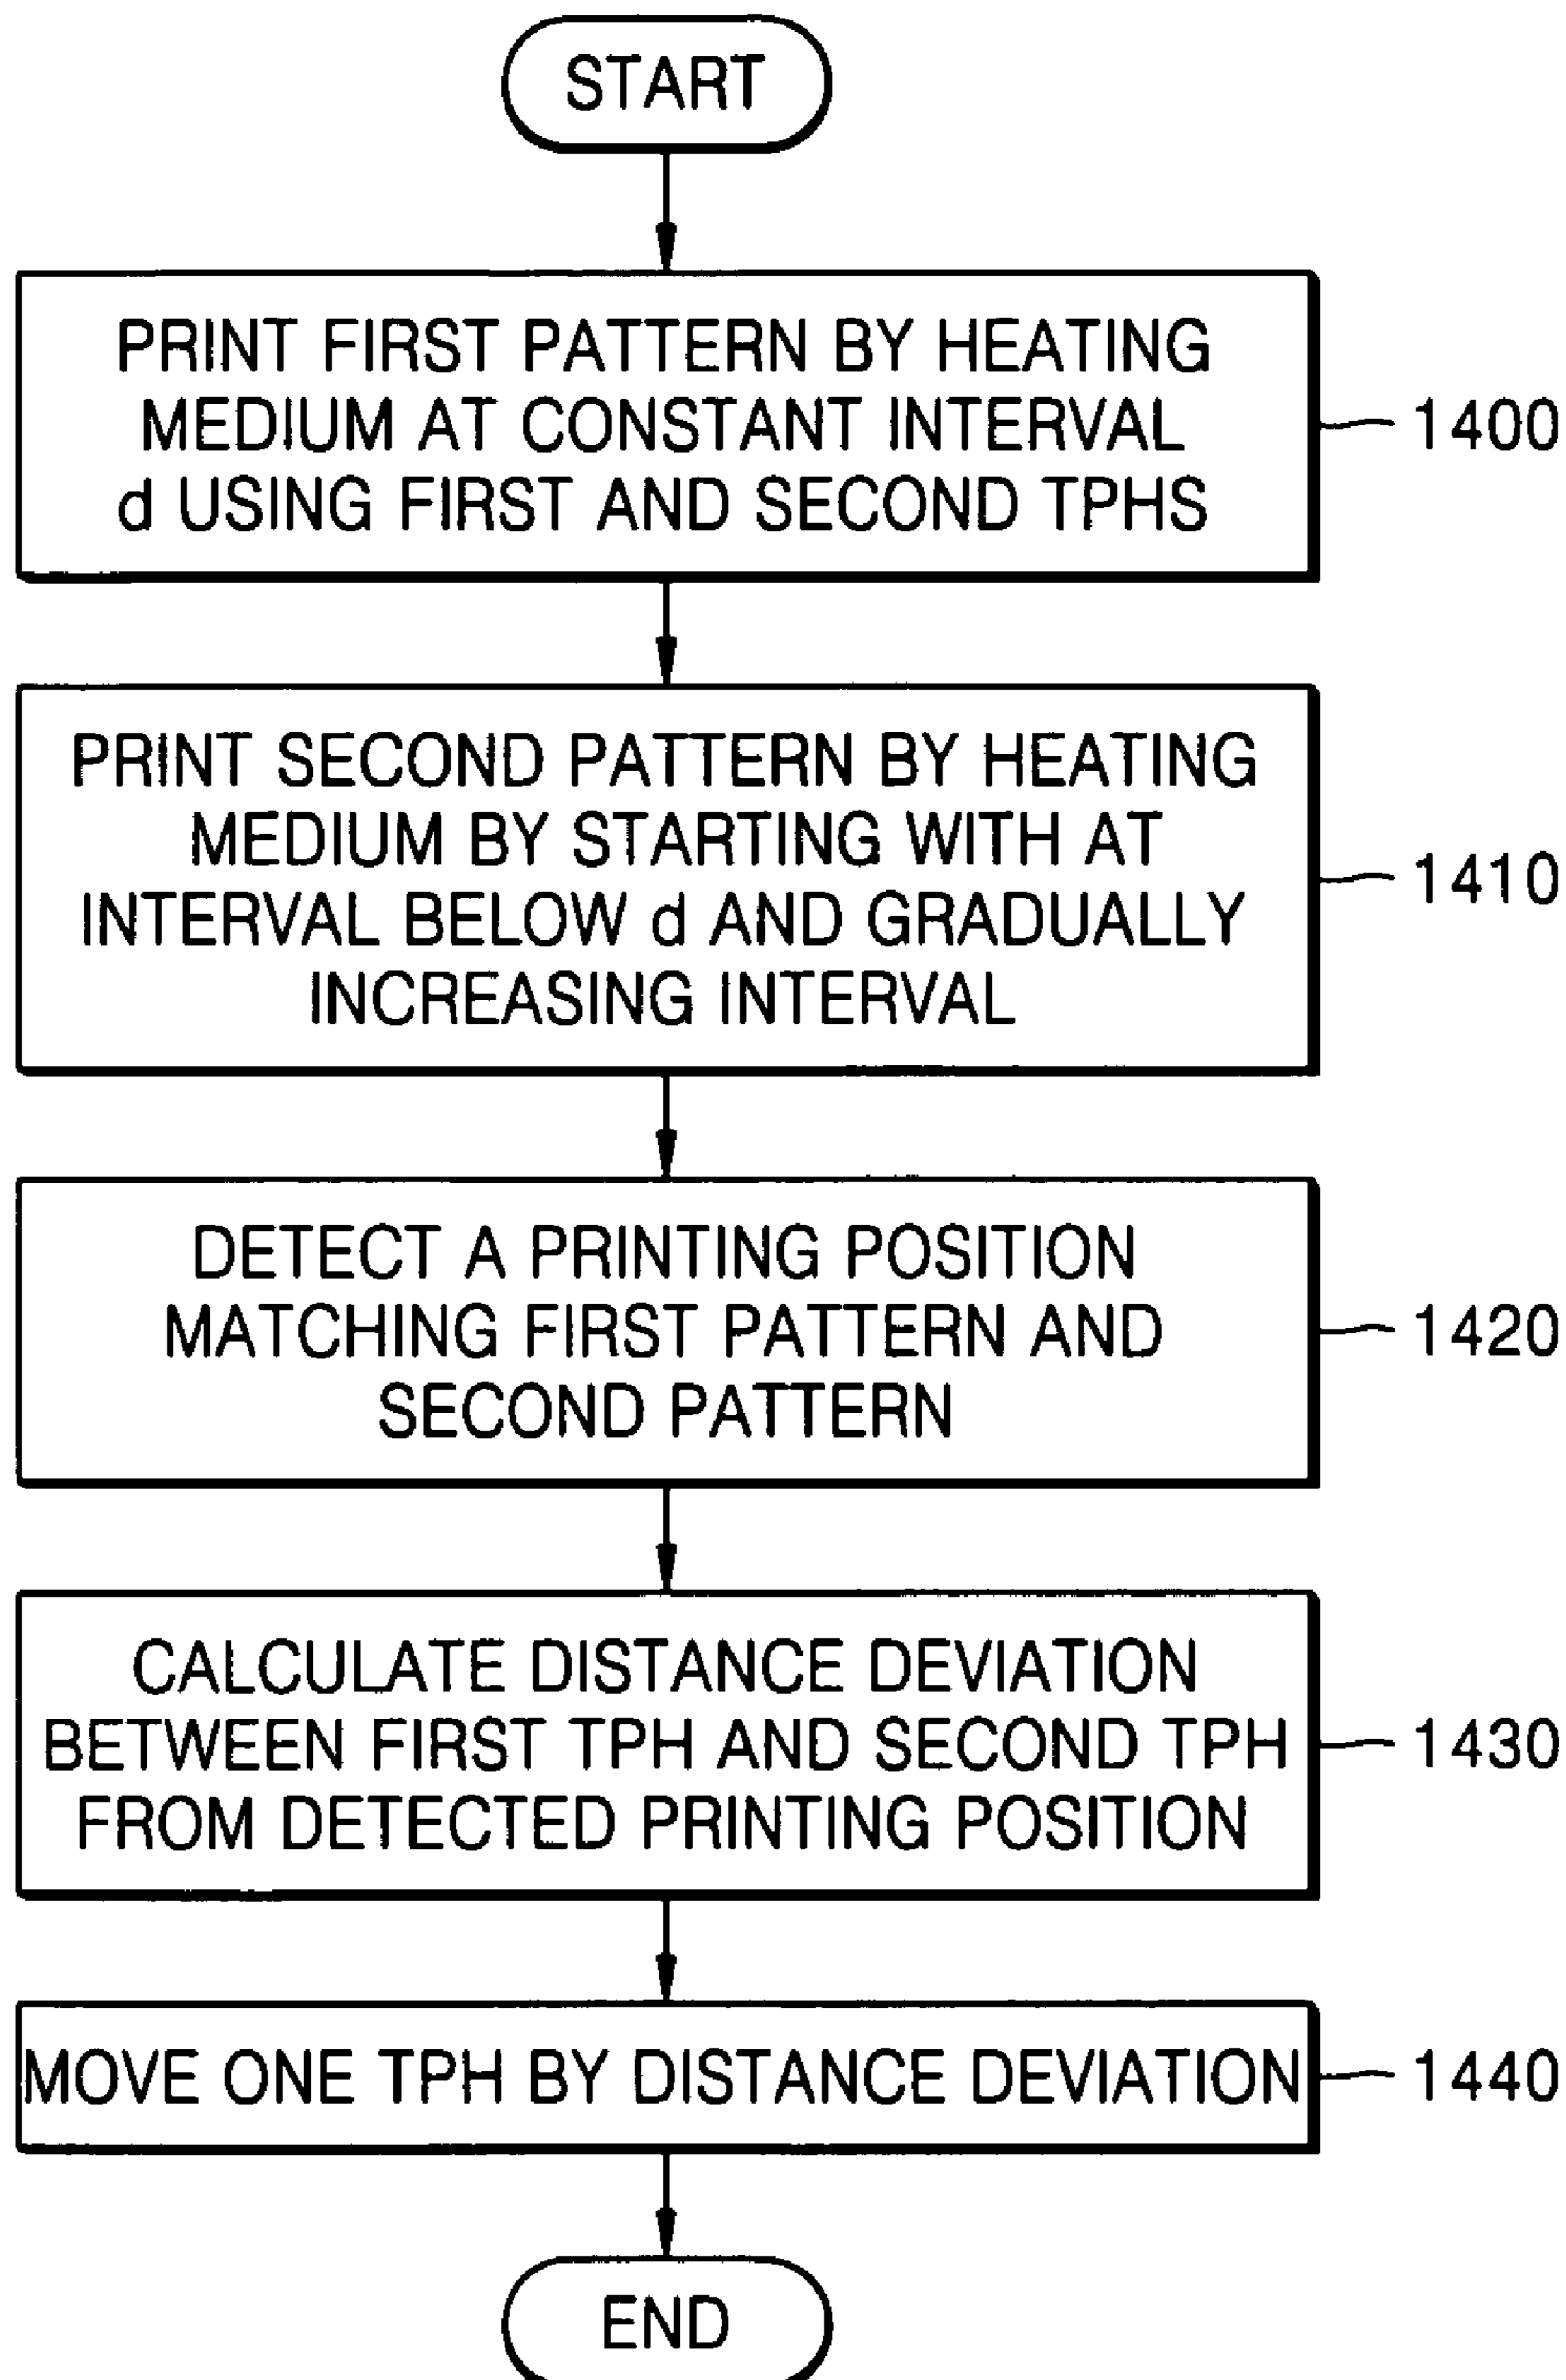 START
PRINT FIRST PATTERN BY HEATING
MEDIUM AT CONSTANT INTERVAL
d USING FIRST AND SECOND TPHS
1400
PRINT SECOND PATTERN BY HEATING
MEDIUM BY STARTING WITH AT
INTERVAL BELOW d AND GRADUALLY
INCREASING INTERVAL
1410
DETECT A PRINTING POSITION
MATCHING FIRST PATTERN AND
SECOND PATTERN
1420
CALCULATE DISTANCE DEVIATION
BETWEEN FIRST TPH AND SECOND TPH
FROM DETECTED PRINTING POSITION
1430
MOVE ONE TPH BY DISTANCE DEVIATION
1440
END